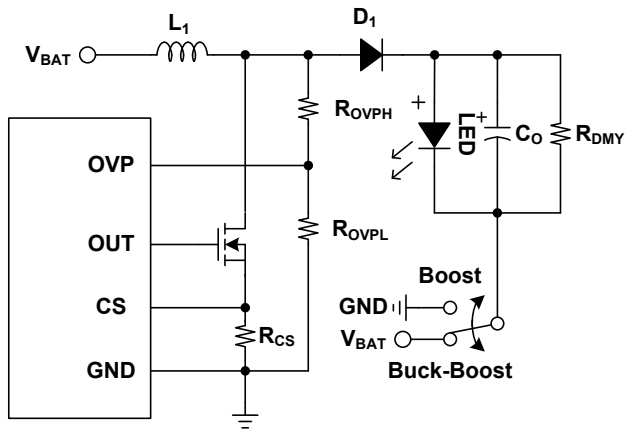 L1
D1
VBAT
ROVPH
+
LED
+
CO
RDMY
OVP
ROVPL
OUT
Boost
CS
GND
RCS
VBAT
GND
Buck-Boost